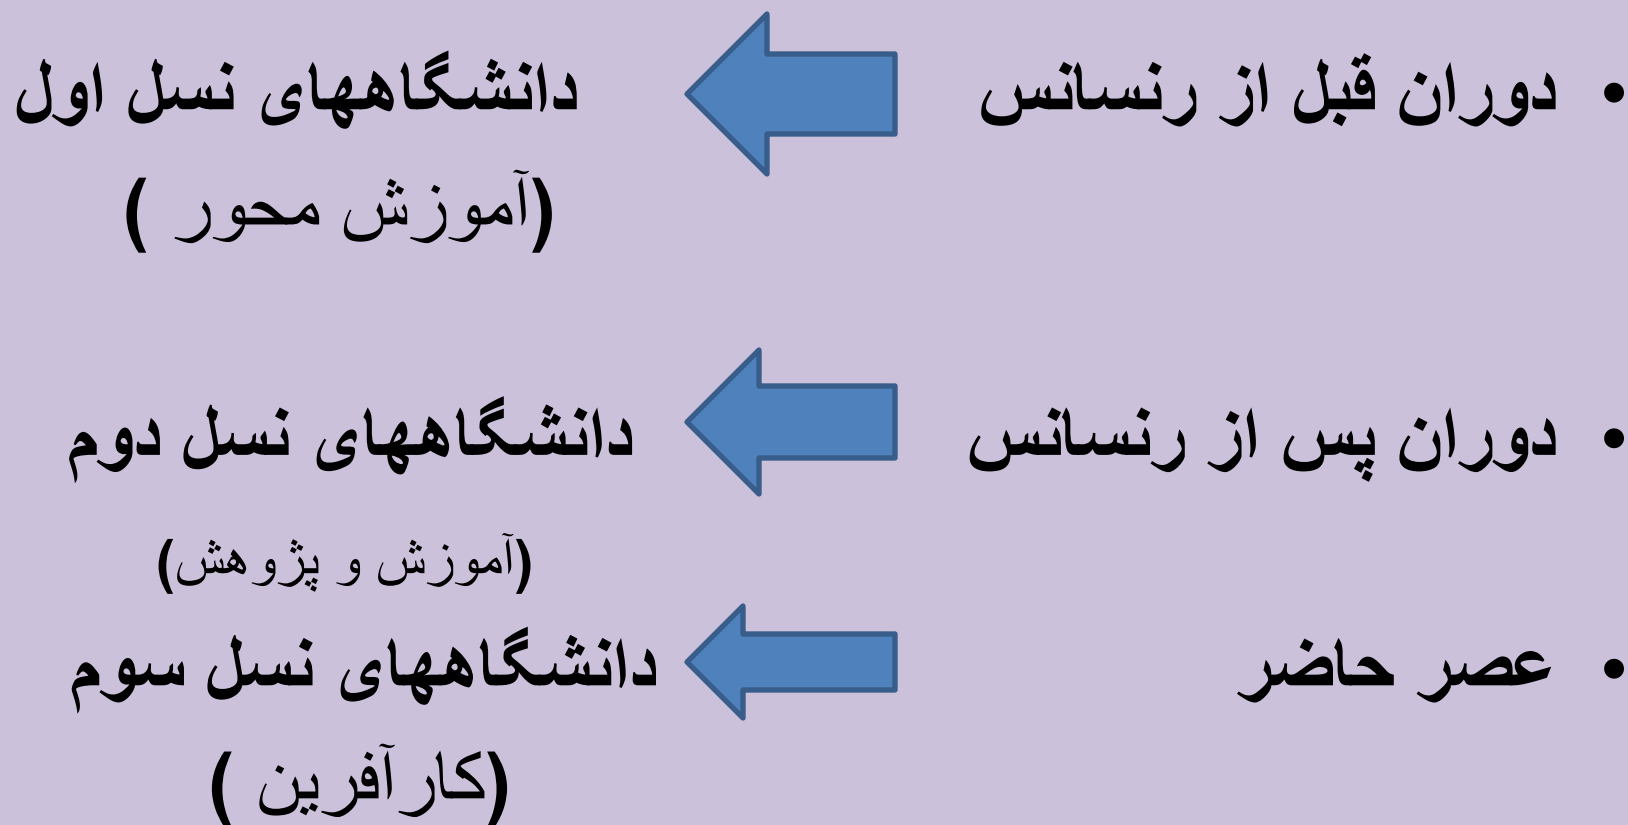 • دوران قبل از رنسانس دانشگاههای نسل اول
(آموزش محور )
• دوران پس از رنسانس دانشگاههای نسل دوم
(آموزش و پژوهش)
• عصر حاضر دانشگاههای نسل سوم
(کارآفرین )